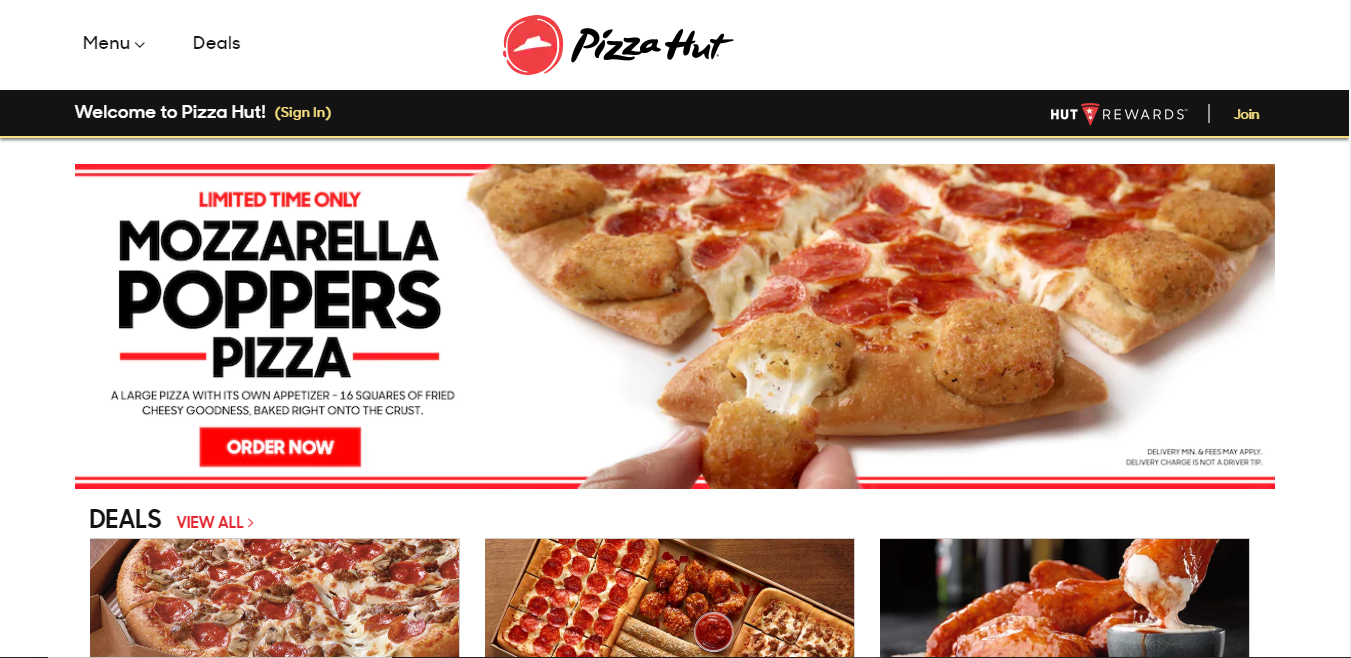 Menu
Deals
Pizza Hut
Welcome to Pizza Hut! (Sign In)
HUT REWARDS™ | Join
LIMITED TIME ONLY
MOZZARELLA
POPPERS
PIZZA
A LARGE PIZZA WITH ITS OWN APPETIZER – 16 SQUARES OF FRIED
CHEESY GOODNESS, BAKED RIGHT ONTO THE CRUST.
ORDER NOW
DELIVERY MIN. & FEES MAY APPLY.
DELIVERY CHARGE IS NOT A DRIVER TIP.
DEALS VIEW ALL >